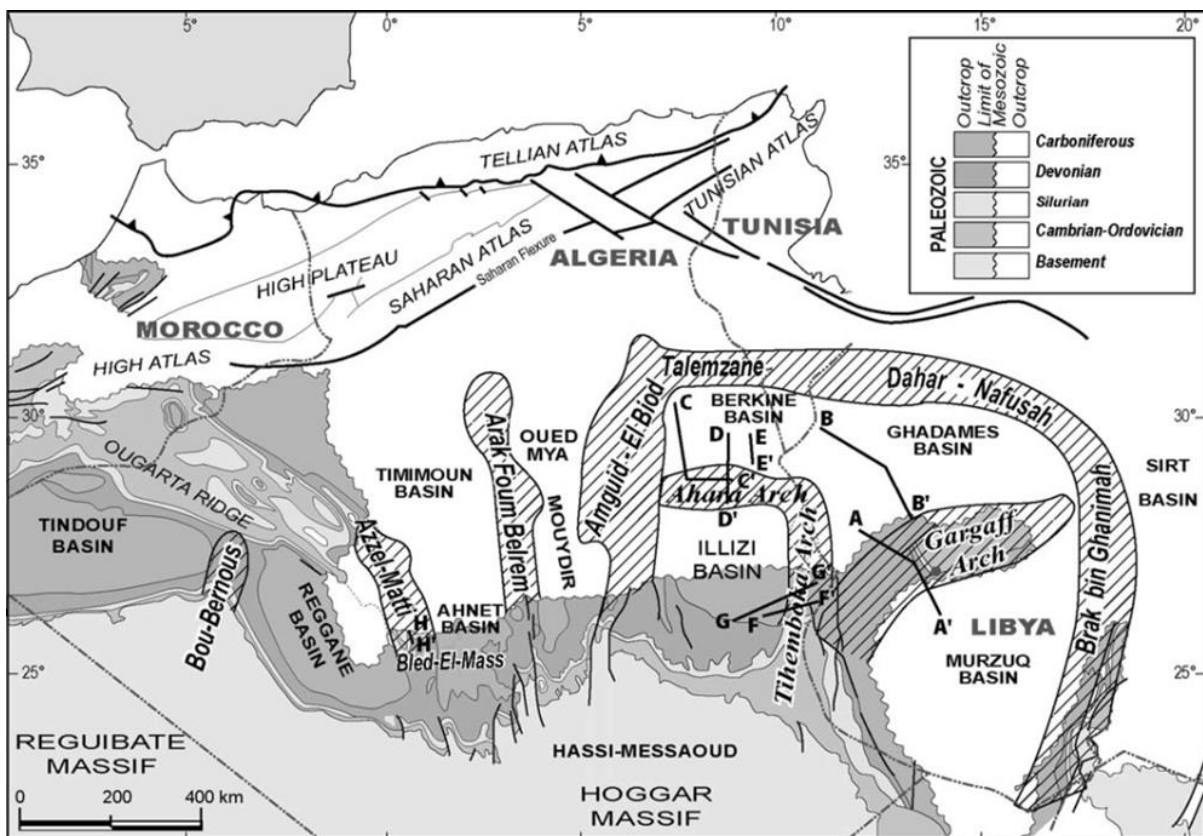 5° 0° 5° 10° 15° 20°
35°
30°
25°
35°
30°
25°
PALEOZOIC
Outcrop
Limit of
Mesozoic
Outcrop
Carboniferous
Devonian
Silurian
Cambrian-Ordovician
Basement
TELLIAN ATLAS
TUNISIAN ATLAS
TUNISIA
ALGERIA
HIGH PLATEAU
SAHARAN ATLAS
Saharan Flexure
MOROCCO
HIGH ATLAS
Talemzane-
Dahar - Nafusah
BERKINE
BASIN
C
D
E
B
E'
C'
D'
GHADAMES
BASIN
SIRT
BASIN
OUED
MYA
Arak Foum Belrem
Amguid - El Biod
TIMIMOUN
BASIN
OUGARTA RIDGE
MOUYDIR
Ahara Arch
A
B'
Gargaff
Arch
Brak bin Ghanimah
TINDOUF
BASIN
Azzel-Matti
Bou-Bernous
ILLIZI
BASIN
Tihemboka Arch
G'
F'
G
F
A'
LIBYA
MURZUQ
BASIN
REGGANE
BASIN
AHNET
BASIN
H
H'
Bled-El-Mass
REGUIBATE
MASSIF
HASSI-MESSAOUD
HOGGAR
MASSIF
0 200 400 km